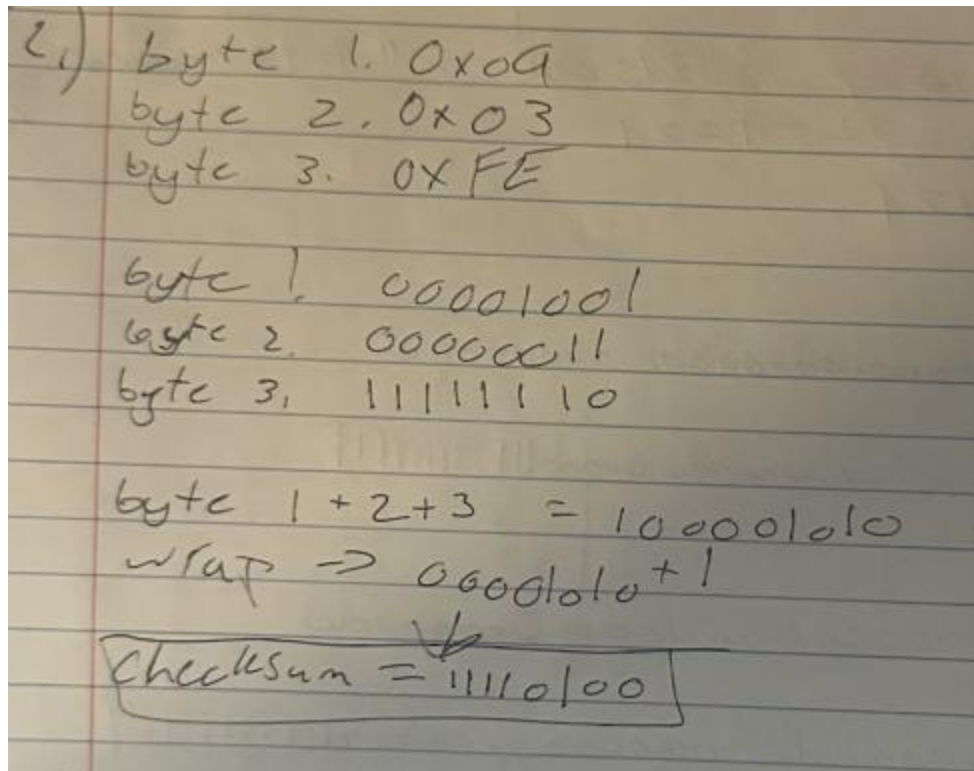 2.) byte 1. 0x09
byte 2. 0x03
byte 3. 0xFE
byte 1. 00001001
byte 2. 00000011
byte 3. 11111110
byte 1 + 2 + 3 = 100001010
wrap -> 00001010 + 1
checksum = 11110100